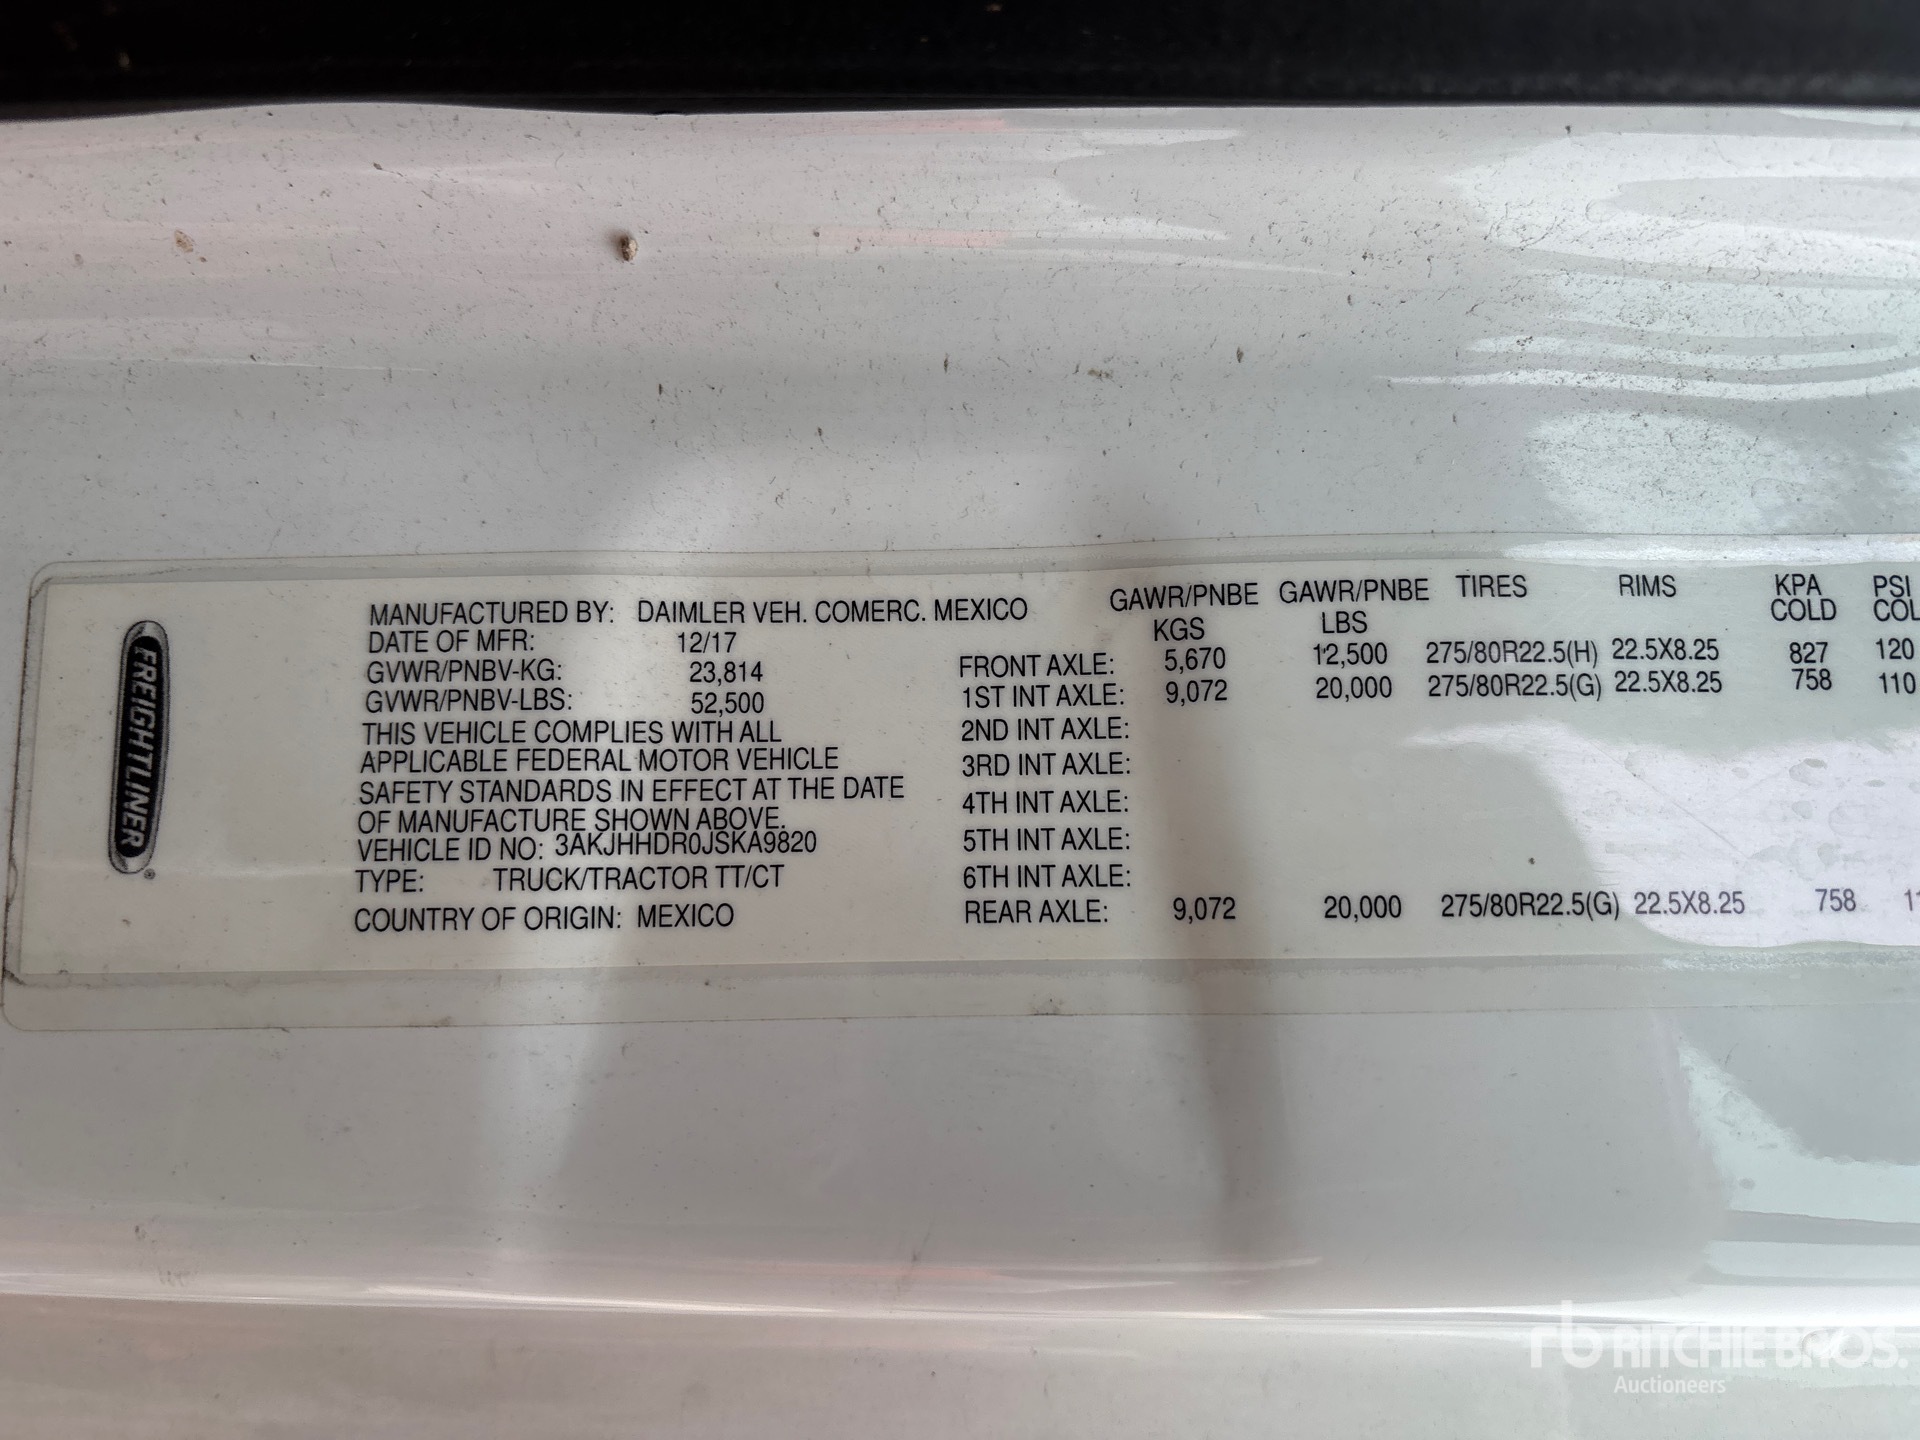 FREIGHTLINER
®
MANUFACTURED BY: DAIMLER VEH. COMERC. MEXICO
DATE OF MFR: 12/17
GVWR/PNBV-KG: 23,814
GVWR/PNBV-LBS: 52,500
THIS VEHICLE COMPLIES WITH ALL
APPLICABLE FEDERAL MOTOR VEHICLE
SAFETY STANDARDS IN EFFECT AT THE DATE
OF MANUFACTURE SHOWN ABOVE.
VEHICLE ID NO: 3AKJHHDR0JSKA9820
TYPE: TRUCK/TRACTOR TT/CT
COUNTRY OF ORIGIN: MEXICO
GAWR/PNBE GAWR/PNBE TIRES RIMS KPA PSI
KGS LBS COLD COL
FRONT AXLE: 5,670 12,500 275/80R22.5(H) 22.5X8.25 827 120
1ST INT AXLE: 9,072 20,000 275/80R22.5(G) 22.5X8.25 758 110
2ND INT AXLE:
3RD INT AXLE:
4TH INT AXLE:
5TH INT AXLE:
6TH INT AXLE:
REAR AXLE: 9,072 20,000 275/80R22.5(G) 22.5X8.25 758 11
rb RITCHIE BROS.
Auctioneers